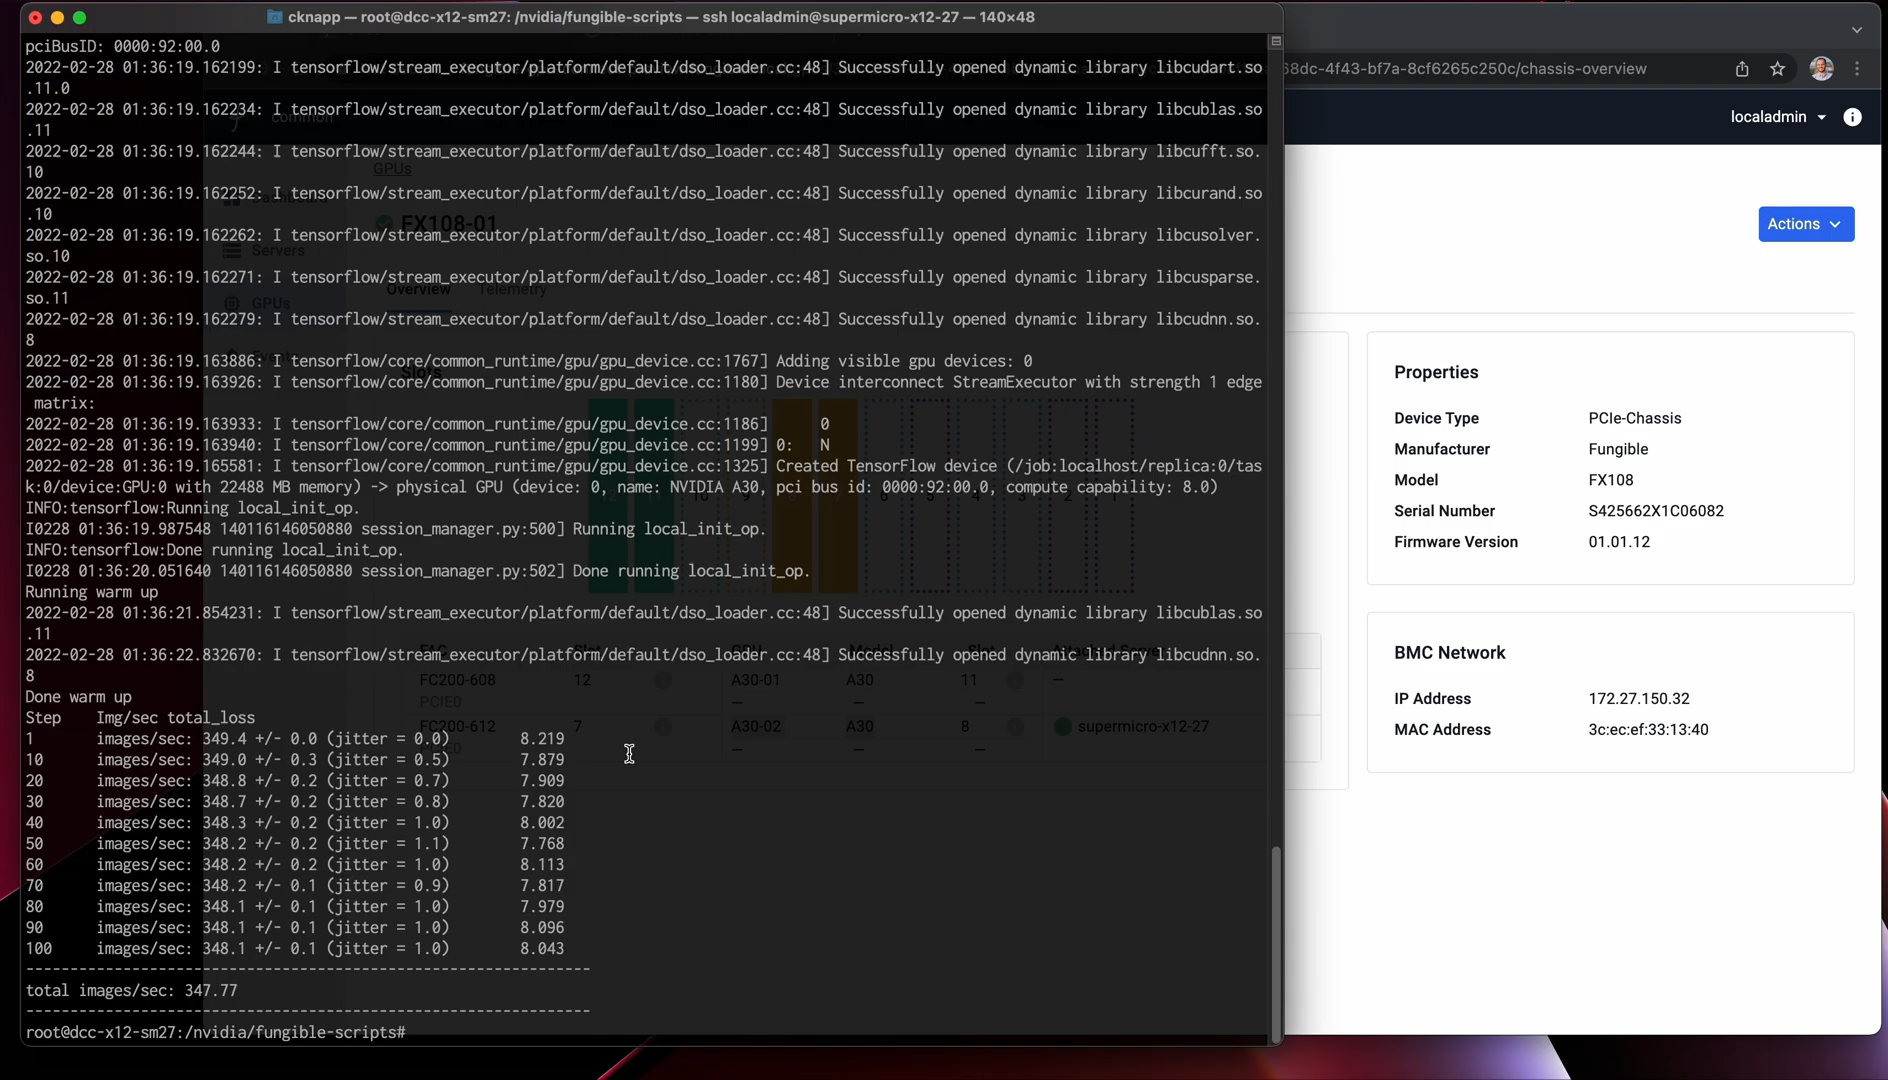 cknapp — root@dcc-x12-sm27: /nvidia/fungible-scripts — ssh localadmin@supermicro-x12-27 — 140×48
pciBusID: 0000:92:00.0
2022-02-28 01:36:19.162199: I tensorflow/stream_executor/platform/default/dso_loader.cc:48] Successfully opened dynamic library libcudart.so
.11.0
2022-02-28 01:36:19.162234: I tensorflow/stream_executor/platform/default/dso_loader.cc:48] Successfully opened dynamic library libcublas.so
.11
2022-02-28 01:36:19.162244: I tensorflow/stream_executor/platform/default/dso_loader.cc:48] Successfully opened dynamic library libcufft.so.
10
2022-02-28 01:36:19.162252: I tensorflow/stream_executor/platform/default/dso_loader.cc:48] Successfully opened dynamic library libcurand.so
.10
2022-02-28 01:36:19.162262: I tensorflow/stream_executor/platform/default/dso_loader.cc:48] Successfully opened dynamic library libcusolver.
so.10
2022-02-28 01:36:19.162271: I tensorflow/stream_executor/platform/default/dso_loader.cc:48] Successfully opened dynamic library libcusparse.
so.11
2022-02-28 01:36:19.162279: I tensorflow/stream_executor/platform/default/dso_loader.cc:48] Successfully opened dynamic library libcudnn.so.
8
2022-02-28 01:36:19.163886: I tensorflow/core/common_runtime/gpu/gpu_device.cc:1767] Adding visible gpu devices: 0
2022-02-28 01:36:19.163926: I tensorflow/core/common_runtime/gpu/gpu_device.cc:1180] Device interconnect StreamExecutor with strength 1 edge
matrix:
2022-02-28 01:36:19.163933: I tensorflow/core/common_runtime/gpu/gpu_device.cc:1186]      0
2022-02-28 01:36:19.163940: I tensorflow/core/common_runtime/gpu/gpu_device.cc:1199] 0:   N
2022-02-28 01:36:19.165581: I tensorflow/core/common_runtime/gpu/gpu_device.cc:1325] Created TensorFlow device (/job:localhost/replica:0/tas
k:0/device:GPU:0 with 22488 MB memory) -> physical GPU (device: 0, name: NVIDIA A30, pci bus id: 0000:92:00.0, compute capability: 8.0)
INFO:tensorflow:Running local_init_op.
I0228 01:36:19.987548 140116146050880 session_manager.py:500] Running local_init_op.
INFO:tensorflow:Done running local_init_op.
I0228 01:36:20.051640 140116146050880 session_manager.py:502] Done running local_init_op.
Running warm up
2022-02-28 01:36:21.854231: I tensorflow/stream_executor/platform/default/dso_loader.cc:48] Successfully opened dynamic library libcublas.so
.11
2022-02-28 01:36:22.832670: I tensorflow/stream_executor/platform/default/dso_loader.cc:48] Successfully opened dynamic library libcudnn.so.
8
Done warm up
Step    Img/sec total_loss
1       images/sec: 349.4 +/- 0.0 (jitter = 0.0)        8.219
10      images/sec: 349.0 +/- 0.3 (jitter = 0.5)        7.879
20      images/sec: 348.8 +/- 0.2 (jitter = 0.7)        7.909
30      images/sec: 348.7 +/- 0.2 (jitter = 0.8)        7.820
40      images/sec: 348.3 +/- 0.2 (jitter = 1.0)        8.002
50      images/sec: 348.2 +/- 0.2 (jitter = 1.1)        7.768
60      images/sec: 348.2 +/- 0.2 (jitter = 1.0)        8.113
70      images/sec: 348.2 +/- 0.1 (jitter = 0.9)        7.817
80      images/sec: 348.1 +/- 0.1 (jitter = 1.0)        7.979
90      images/sec: 348.1 +/- 0.1 (jitter = 1.0)        8.096
100     images/sec: 348.1 +/- 0.1 (jitter = 1.0)        8.043
----------------------------------------------------------------
total images/sec: 347.77
----------------------------------------------------------------
root@dcc-x12-sm27:/nvidia/fungible-scripts#
common
GPUs
FX108-01
Servers
GPUs
Overview Telemetry
Slots
FC200-608 12 A30-01 A30 11 —
PCIE0 — — —
FC200-612 7 A30-02 A30 8 supermicro-x12-27
PCIE0 — — —
68dc-4f43-bf7a-8cf6265c250c/chassis-overview
localadmin
Actions
Properties
Device Type PCIe-Chassis
Manufacturer Fungible
Model FX108
Serial Number S425662X1C06082
Firmware Version 01.01.12
BMC Network
IP Address 172.27.150.32
MAC Address 3c:ec:ef:33:13:40